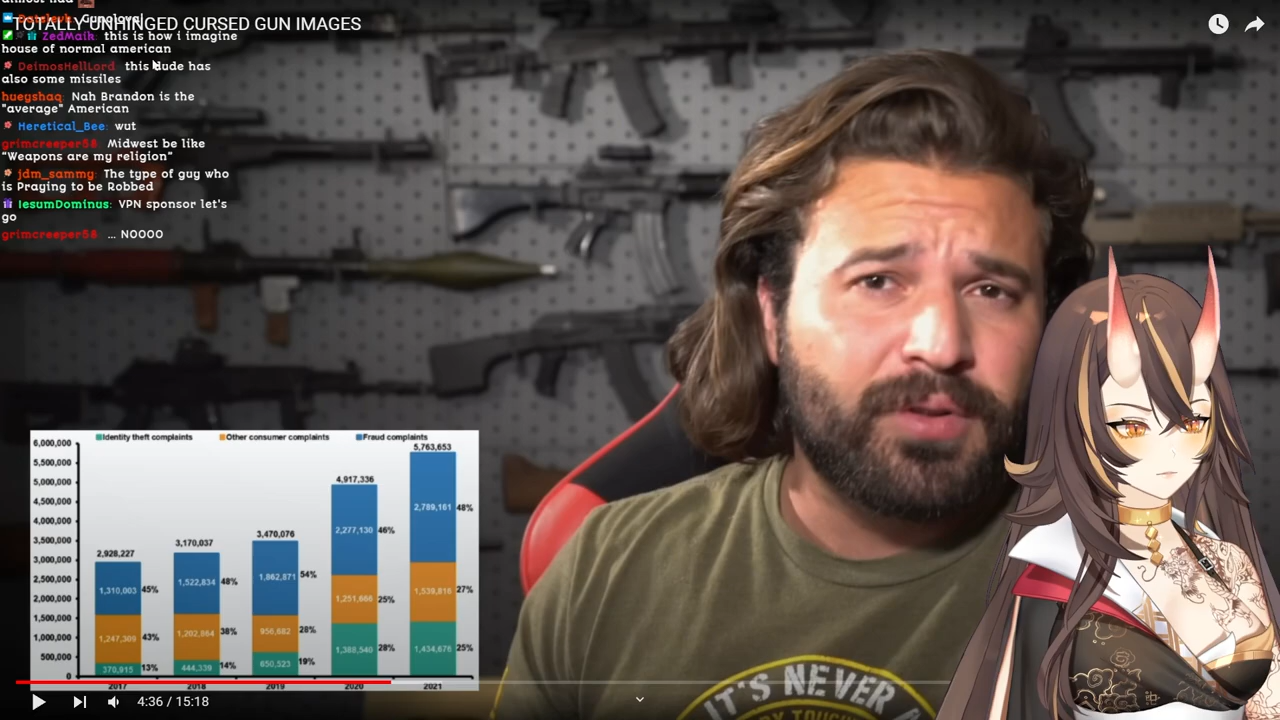 TOTALLY UNHINGED CURSED GUN IMAGES
ZedMaik: this is how i imagine
house of normal american
DeimosHellLord: this dude has
also some missiles
hueyshaq: Nah Brandon is the
"average" American
Heretical_Bee: wut
grimcreeper58: Midwest be like
"Weapons are my religion"
jdm_sammy: The type of guy who
is Praying to be Robbed
IesumDominus: VPN sponsor let's
go
grimcreeper58: ... NOOOO
Identity theft complaints Other consumer complaints Fraud complaints
6,000,000
5,500,000
5,000,000
4,500,000
4,000,000
3,500,000
3,000,000
2,500,000
2,000,000
1,500,000
1,000,000
500,000
0
2,928,227
1,310,003 45%
1,247,309 43%
370,915 13%
2017
3,170,037
1,522,834 48%
1,202,864 38%
444,339 14%
2018
3,470,076
1,862,871 54%
956,682 28%
650,523 19%
2019
4,917,336
2,277,130 46%
1,251,666 25%
1,388,540 28%
2020
5,763,653
2,789,161 48%
1,539,816 27%
1,434,676 25%
2021
IT'S NEVER
4:36 / 15:18